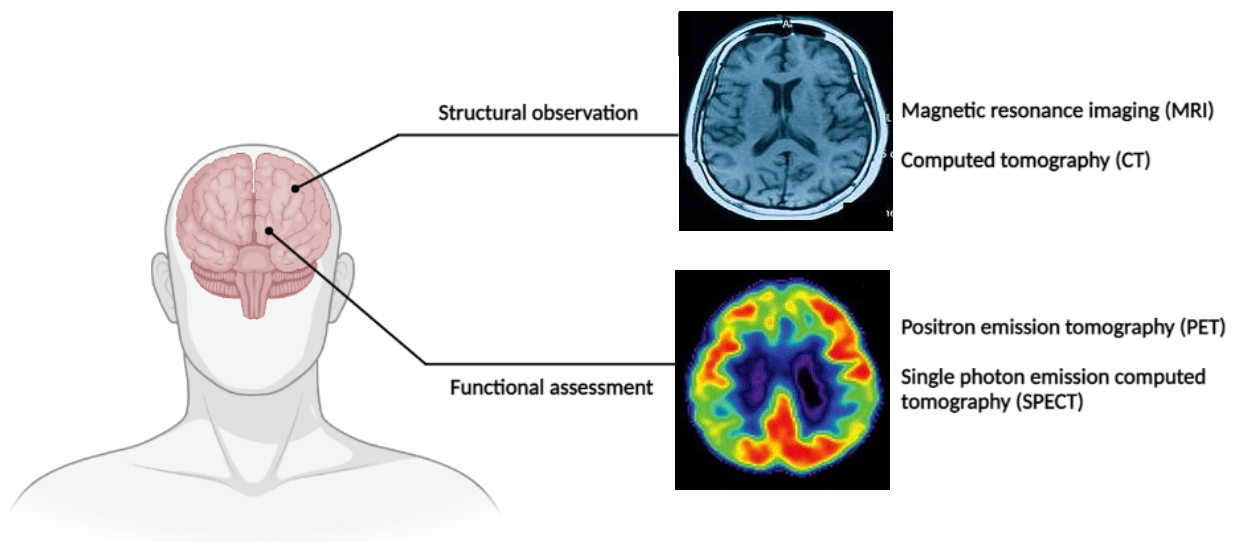 Structural observation
A
Magnetic resonance imaging (MRI)
Computed tomography (CT)
Functional assessment
Positron emission tomography (PET)
Single photon emission computed
tomography (SPECT)